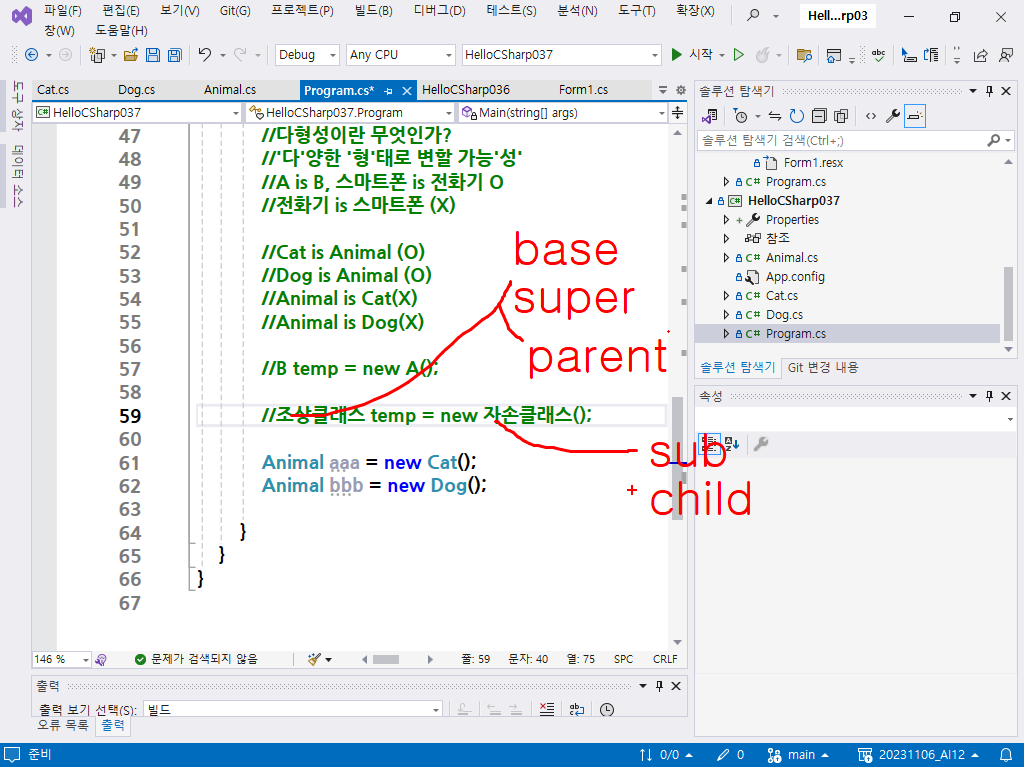 파일(F) 편집(E) 보기(V) Git(G) 프로젝트(P) 빌드(B) 디버그(D) 테스트(S) 분석(N) 도구(T) 확장(X) Hell...rp03
창(W) 도움말(H)
Debug Any CPU HelloCSharp037 시작
Cat.cs Dog.cs Animal.cs Program.cs* HelloCSharp036 Form1.cs
HelloCSharp037 HelloCSharp037.Program Main(string[] args)
도구 상자
데이터 소스
47 //다형성이란 무엇인가?
48 //'다'양한 '형'태로 변할 가능'성'
49 //A is B, 스마트폰 is 전화기 O
50 //전화기 is 스마트폰 (X)
51
52 //Cat is Animal (O)
53 //Dog is Animal (O)
54 //Animal is Cat(X)
55 //Animal is Dog(X)
56
57 //B temp = new A();
58
59 //조상클래스 temp = new 자손클래스();
60
61 Animal aaa = new Cat();
62 Animal bbb = new Dog();
63
64 }
65 }
66 }
67
base
super
parent
sub
child
146 % 문제가 검색되지 않음 줄: 59 문자: 40 열: 75 SPC CRLF
출력
출력 보기 선택(S): 빌드
오류 목록 출력
솔루션 탐색기
솔루션 탐색기 검색(Ctrl+;)
Form1.resx
C# Program.cs
C# HelloCSharp037
Properties
참조
C# Animal.cs
App.config
C# Cat.cs
C# Dog.cs
C# Program.cs
솔루션 탐색기 Git 변경 내용
속성
준비 0/0 0 main 20231106_AI12